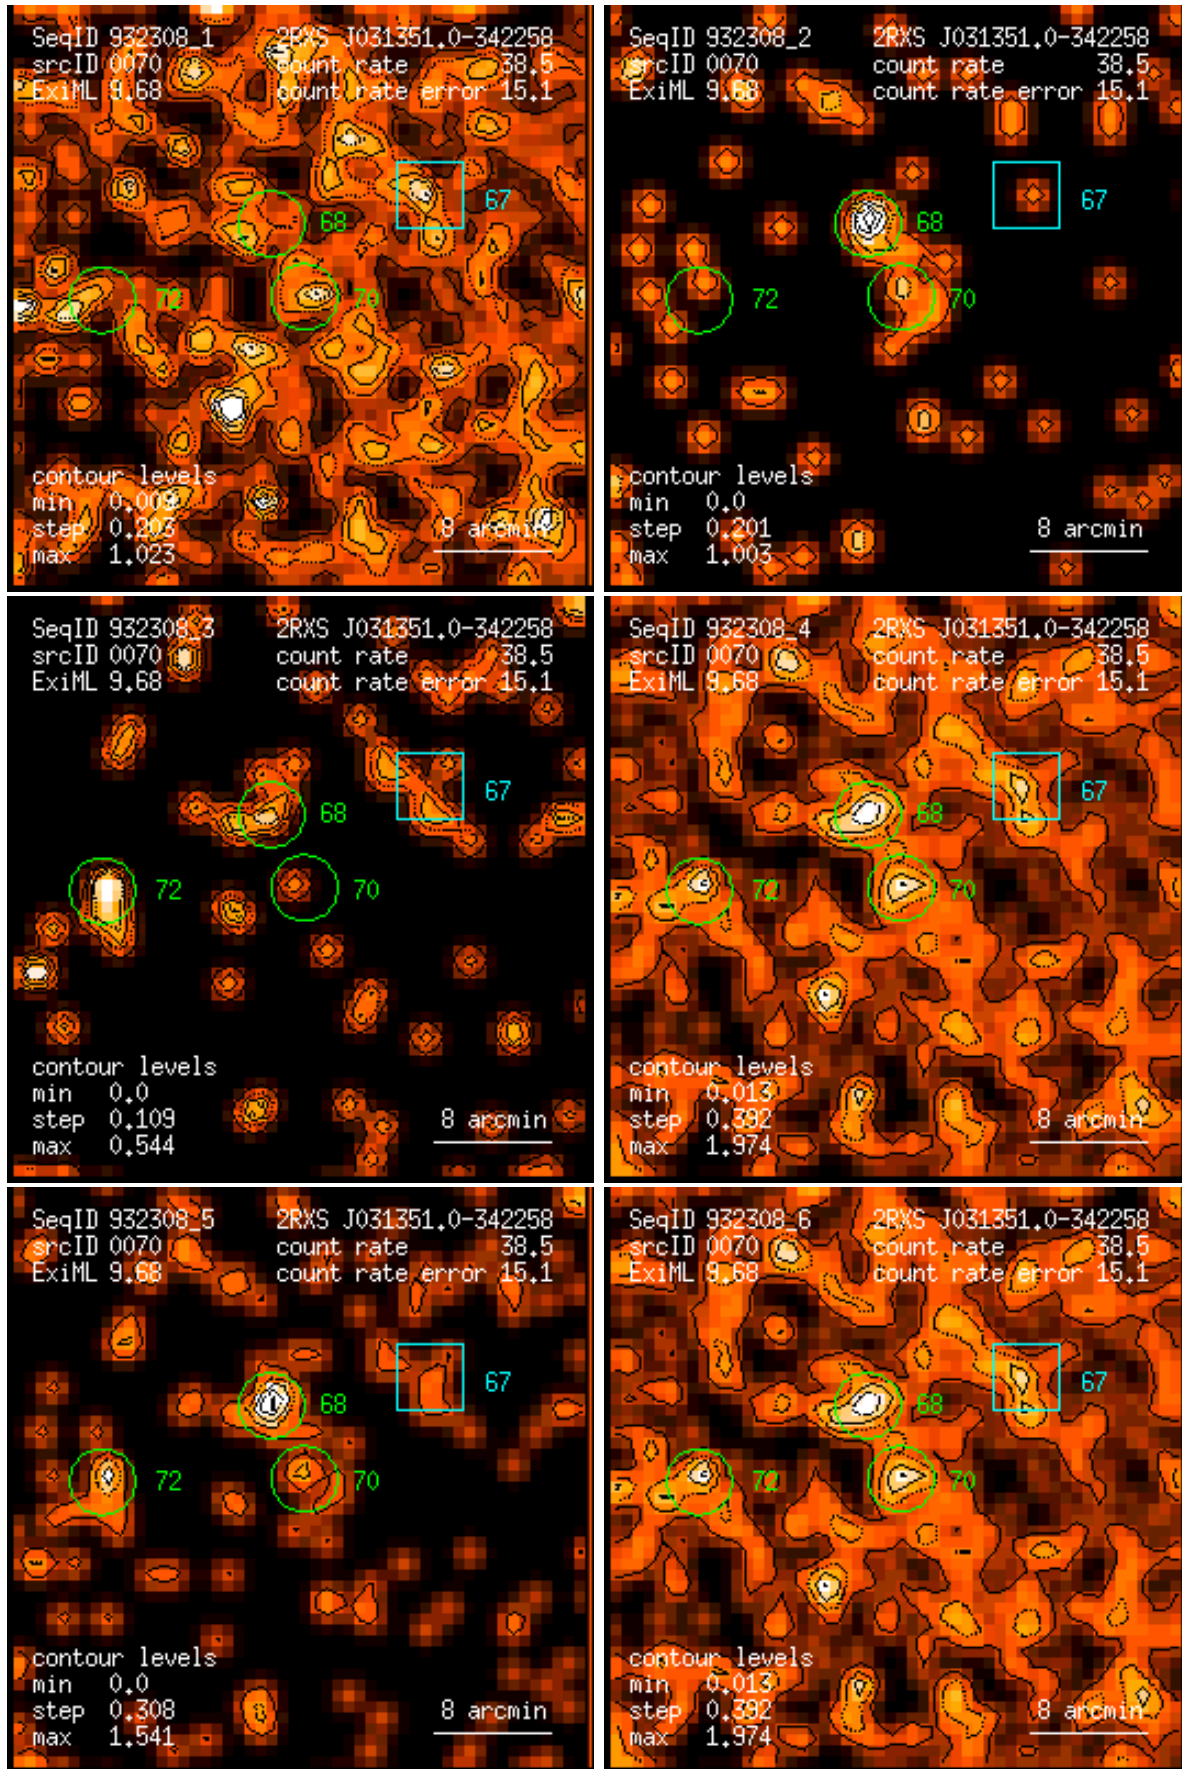 SeqID 932308_1 2RXS J031351.0-342258
srcID 0070 count rate 38.5
ExiML 9.68 count rate error 15.1
67
68
72 70
contour levels
min 0.009
step 0.203
max 1.023
8 arcmin
SeqID 932308_2 2RXS J031351.0-342258
srcID 0070 count rate 38.5
ExiML 9.68 count rate error 15.1
67
68
72 70
contour levels
min 0.0
step 0.201
max 1.003
8 arcmin
SeqID 932308_3 2RXS J031351.0-342258
srcID 0070 count rate 38.5
ExiML 9.68 count rate error 15.1
67
68
72 70
contour levels
min 0.0
step 0.109
max 0.544
8 arcmin
SeqID 932308_4 2RXS J031351.0-342258
srcID 0070 count rate 38.5
ExiML 9.68 count rate error 15.1
67
68
72 70
contour levels
min 0.013
step 0.392
max 1.974
8 arcmin
SeqID 932308_5 2RXS J031351.0-342258
srcID 0070 count rate 38.5
ExiML 9.68 count rate error 15.1
67
68
72 70
contour levels
min 0.0
step 0.308
max 1.541
8 arcmin
SeqID 932308_6 2RXS J031351.0-342258
srcID 0070 count rate 38.5
ExiML 9.68 count rate error 15.1
67
68
72 70
contour levels
min 0.013
step 0.392
max 1.974
8 arcmin